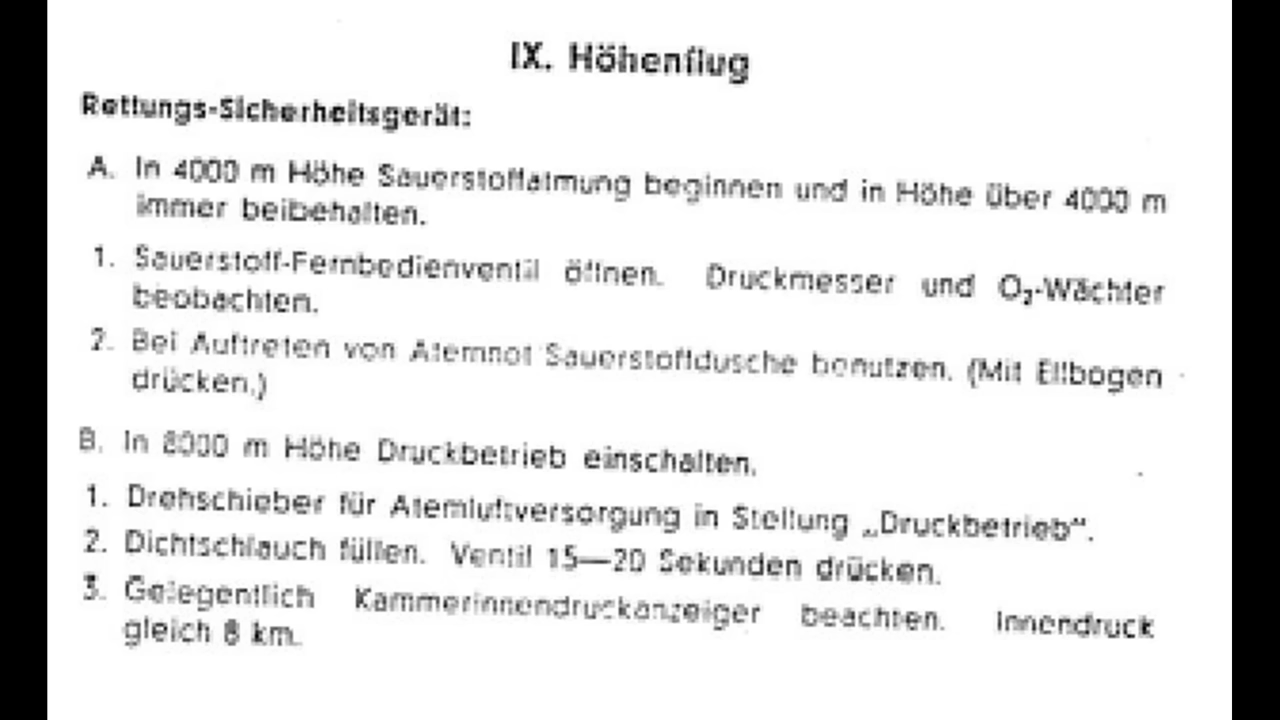 IX. Höhenflug
Rettungs-Sicherheitsgerät:
A. In 4000 m Höhe Sauerstoffatmung beginnen und in Höhe über 4000 m
immer beibehalten.
1. Sauerstoff-Fernbedienventil öffnen. Druckmesser und O₂-Wächter
beobachten.
2. Bei Auftreten von Atemnot Sauerstoffdusche benutzen. (Mit Ellbogen
drücken.)
B. In 8000 m Höhe Druckbetrieb einschalten.
1. Drehschieber für Atemluftversorgung in Stellung „Druckbetrieb“.
2. Dichtschlauch füllen. Ventil 15—20 Sekunden drücken.
3. Gelegentlich Kammerinnendruckanzeiger beachten. Innendruck
gleich 8 km.